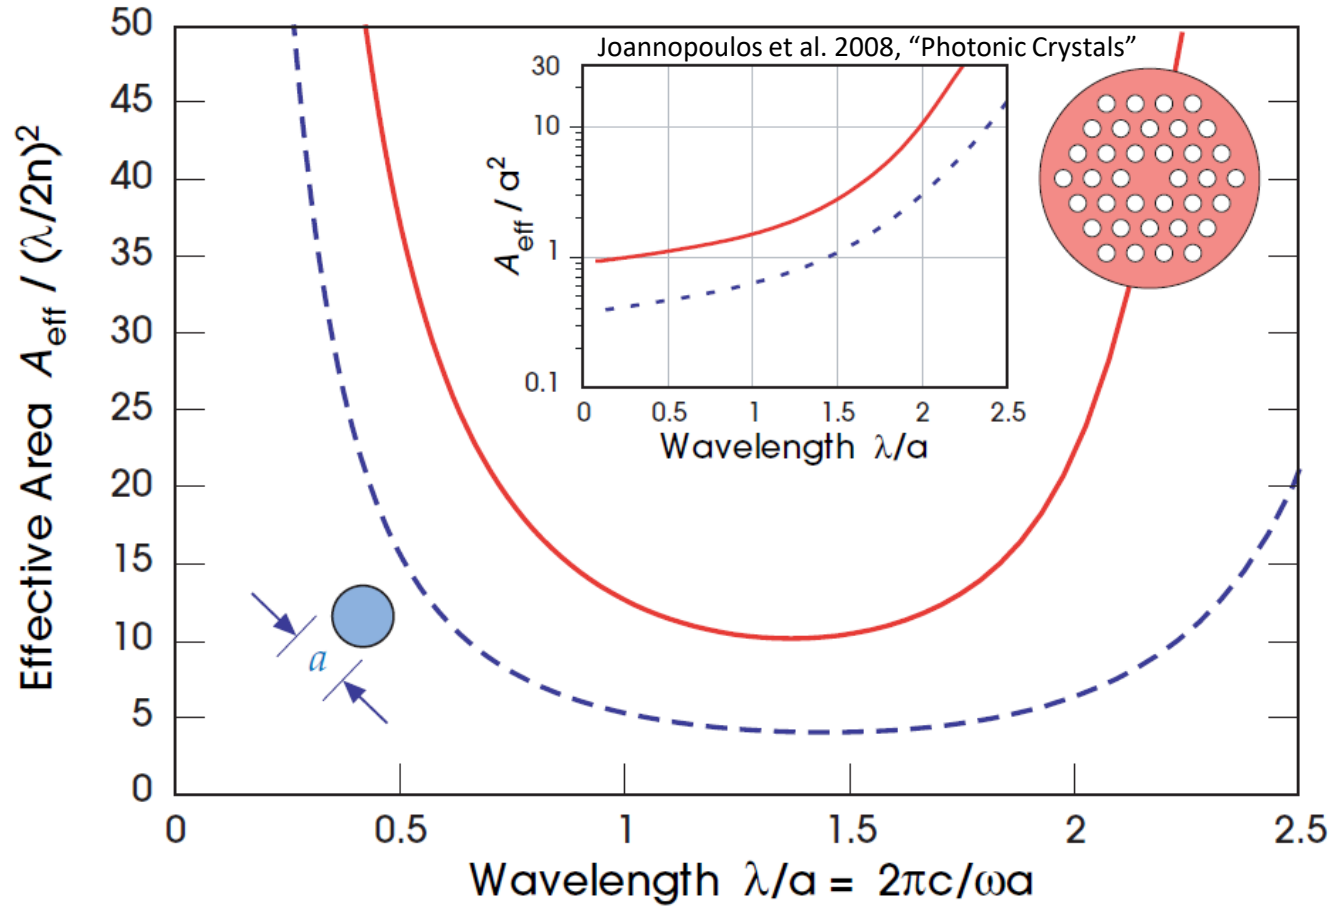 Joannopoulos et al. 2008, “Photonic Crystals”
Effective Area A_eff / (λ/2n)²
50
45
40
35
30
25
20
15
10
5
0
0 0.5 1 1.5 2 2.5
Wavelength λ/a = 2πc/ωa
a
A_eff / a²
30
10
1
0.1
0 0.5 1 1.5 2 2.5
Wavelength λ/a